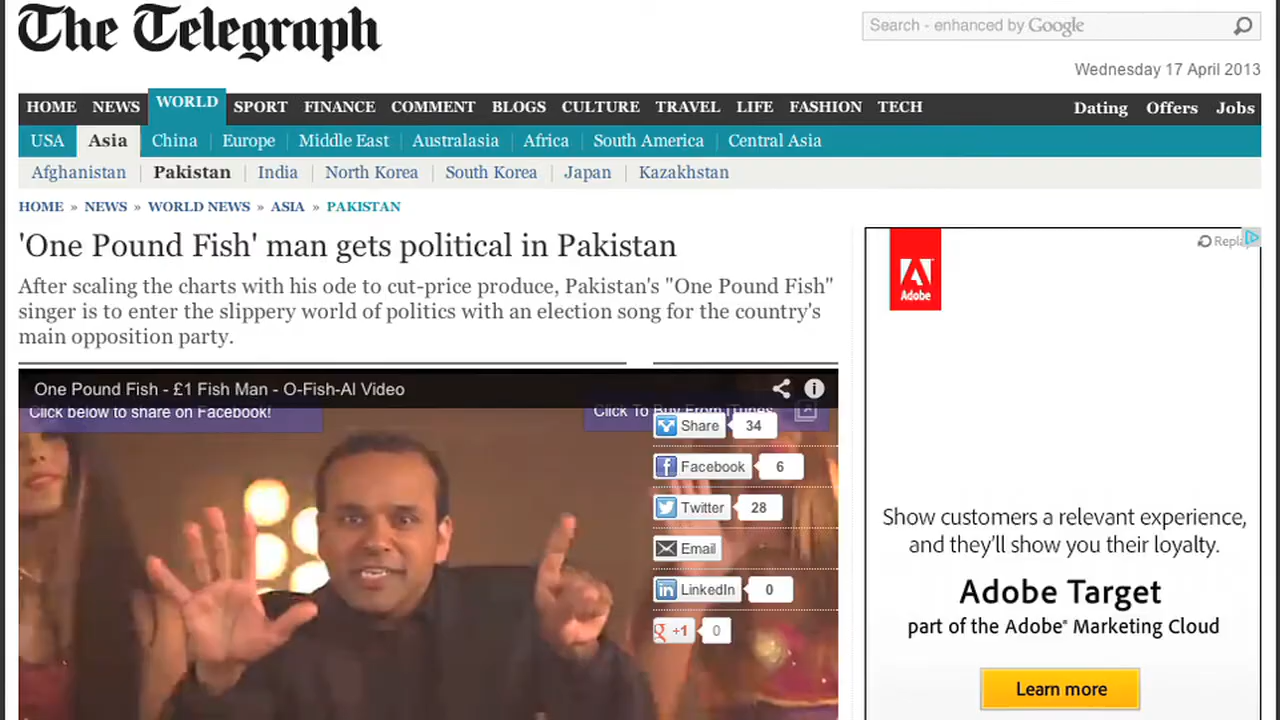 The Telegraph
Search - enhanced by Google
Wednesday 17 April 2013
HOME NEWS WORLD SPORT FINANCE COMMENT BLOGS CULTURE TRAVEL LIFE FASHION TECH Dating Offers Jobs
USA Asia China Europe Middle East Australasia Africa South America Central Asia
Afghanistan Pakistan India North Korea South Korea Japan Kazakhstan
HOME » NEWS » WORLD NEWS » ASIA » PAKISTAN
'One Pound Fish' man gets political in Pakistan
After scaling the charts with his ode to cut-price produce, Pakistan's "One Pound Fish"
singer is to enter the slippery world of politics with an election song for the country's
main opposition party.
One Pound Fish - £1 Fish Man - O-Fish-Al Video
Click below to share on Facebook!
Click To Buy From iTunes
Share 34
Facebook 6
Twitter 28
Email
LinkedIn 0
g +1 0
Replay
Adobe
Show customers a relevant experience,
and they'll show you their loyalty.
Adobe Target
part of the Adobe® Marketing Cloud
Learn more